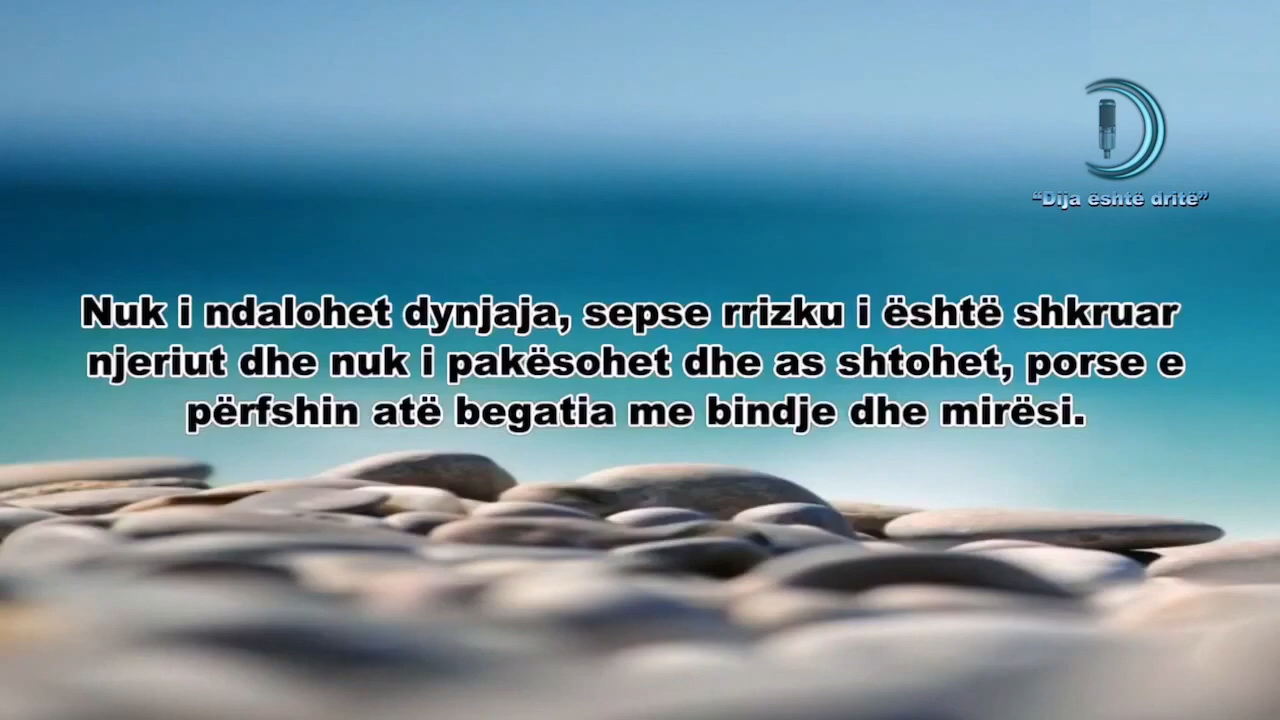 “Dija është dritë”
Nuk i ndalohet dynjaja, sepse rrizku i është shkruar
njeriut dhe nuk i pakësohet dhe as shtohet, porse e
përfshin atë begatia me bindje dhe mirësi.